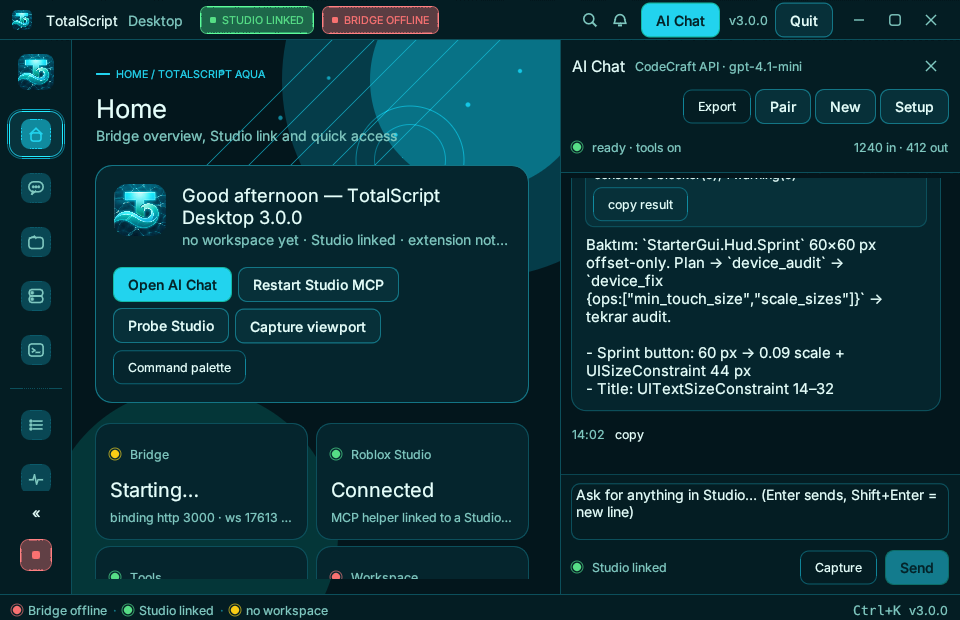 TotalScript Desktop STUDIO LINKED BRIDGE OFFLINE AI Chat v3.0.0 Quit
HOME / TOTALSCRIPT AQUA
Home
Bridge overview, Studio link and quick access
Good afternoon — TotalScript
Desktop 3.0.0
no workspace yet · Studio linked · extension not...
Open AI Chat Restart Studio MCP
Probe Studio Capture viewport
Command palette
Bridge
Starting...
binding http 3000 · ws 17613 ...
Roblox Studio
Connected
MCP helper linked to a Studio...
Tools
Workspace
«
AI Chat CodeCraft API · gpt-4.1-mini
Export Pair New Setup
ready · tools on 1240 in · 412 out
copy result
Baktım: `StarterGui.Hud.Sprint` 60×60 px
offset-only. Plan → `device_audit` →
`device_fix
{ops:["min_touch_size","scale_sizes"]}` →
tekrar audit.
- Sprint button: 60 px → 0.09 scale +
UISizeConstraint 44 px
- Title: UITextSizeConstraint 14–32
14:02 copy
Ask for anything in Studio... (Enter sends, Shift+Enter =
new line)
Studio linked Capture Send
Bridge offline · Studio linked · no workspace Ctrl+K v3.0.0